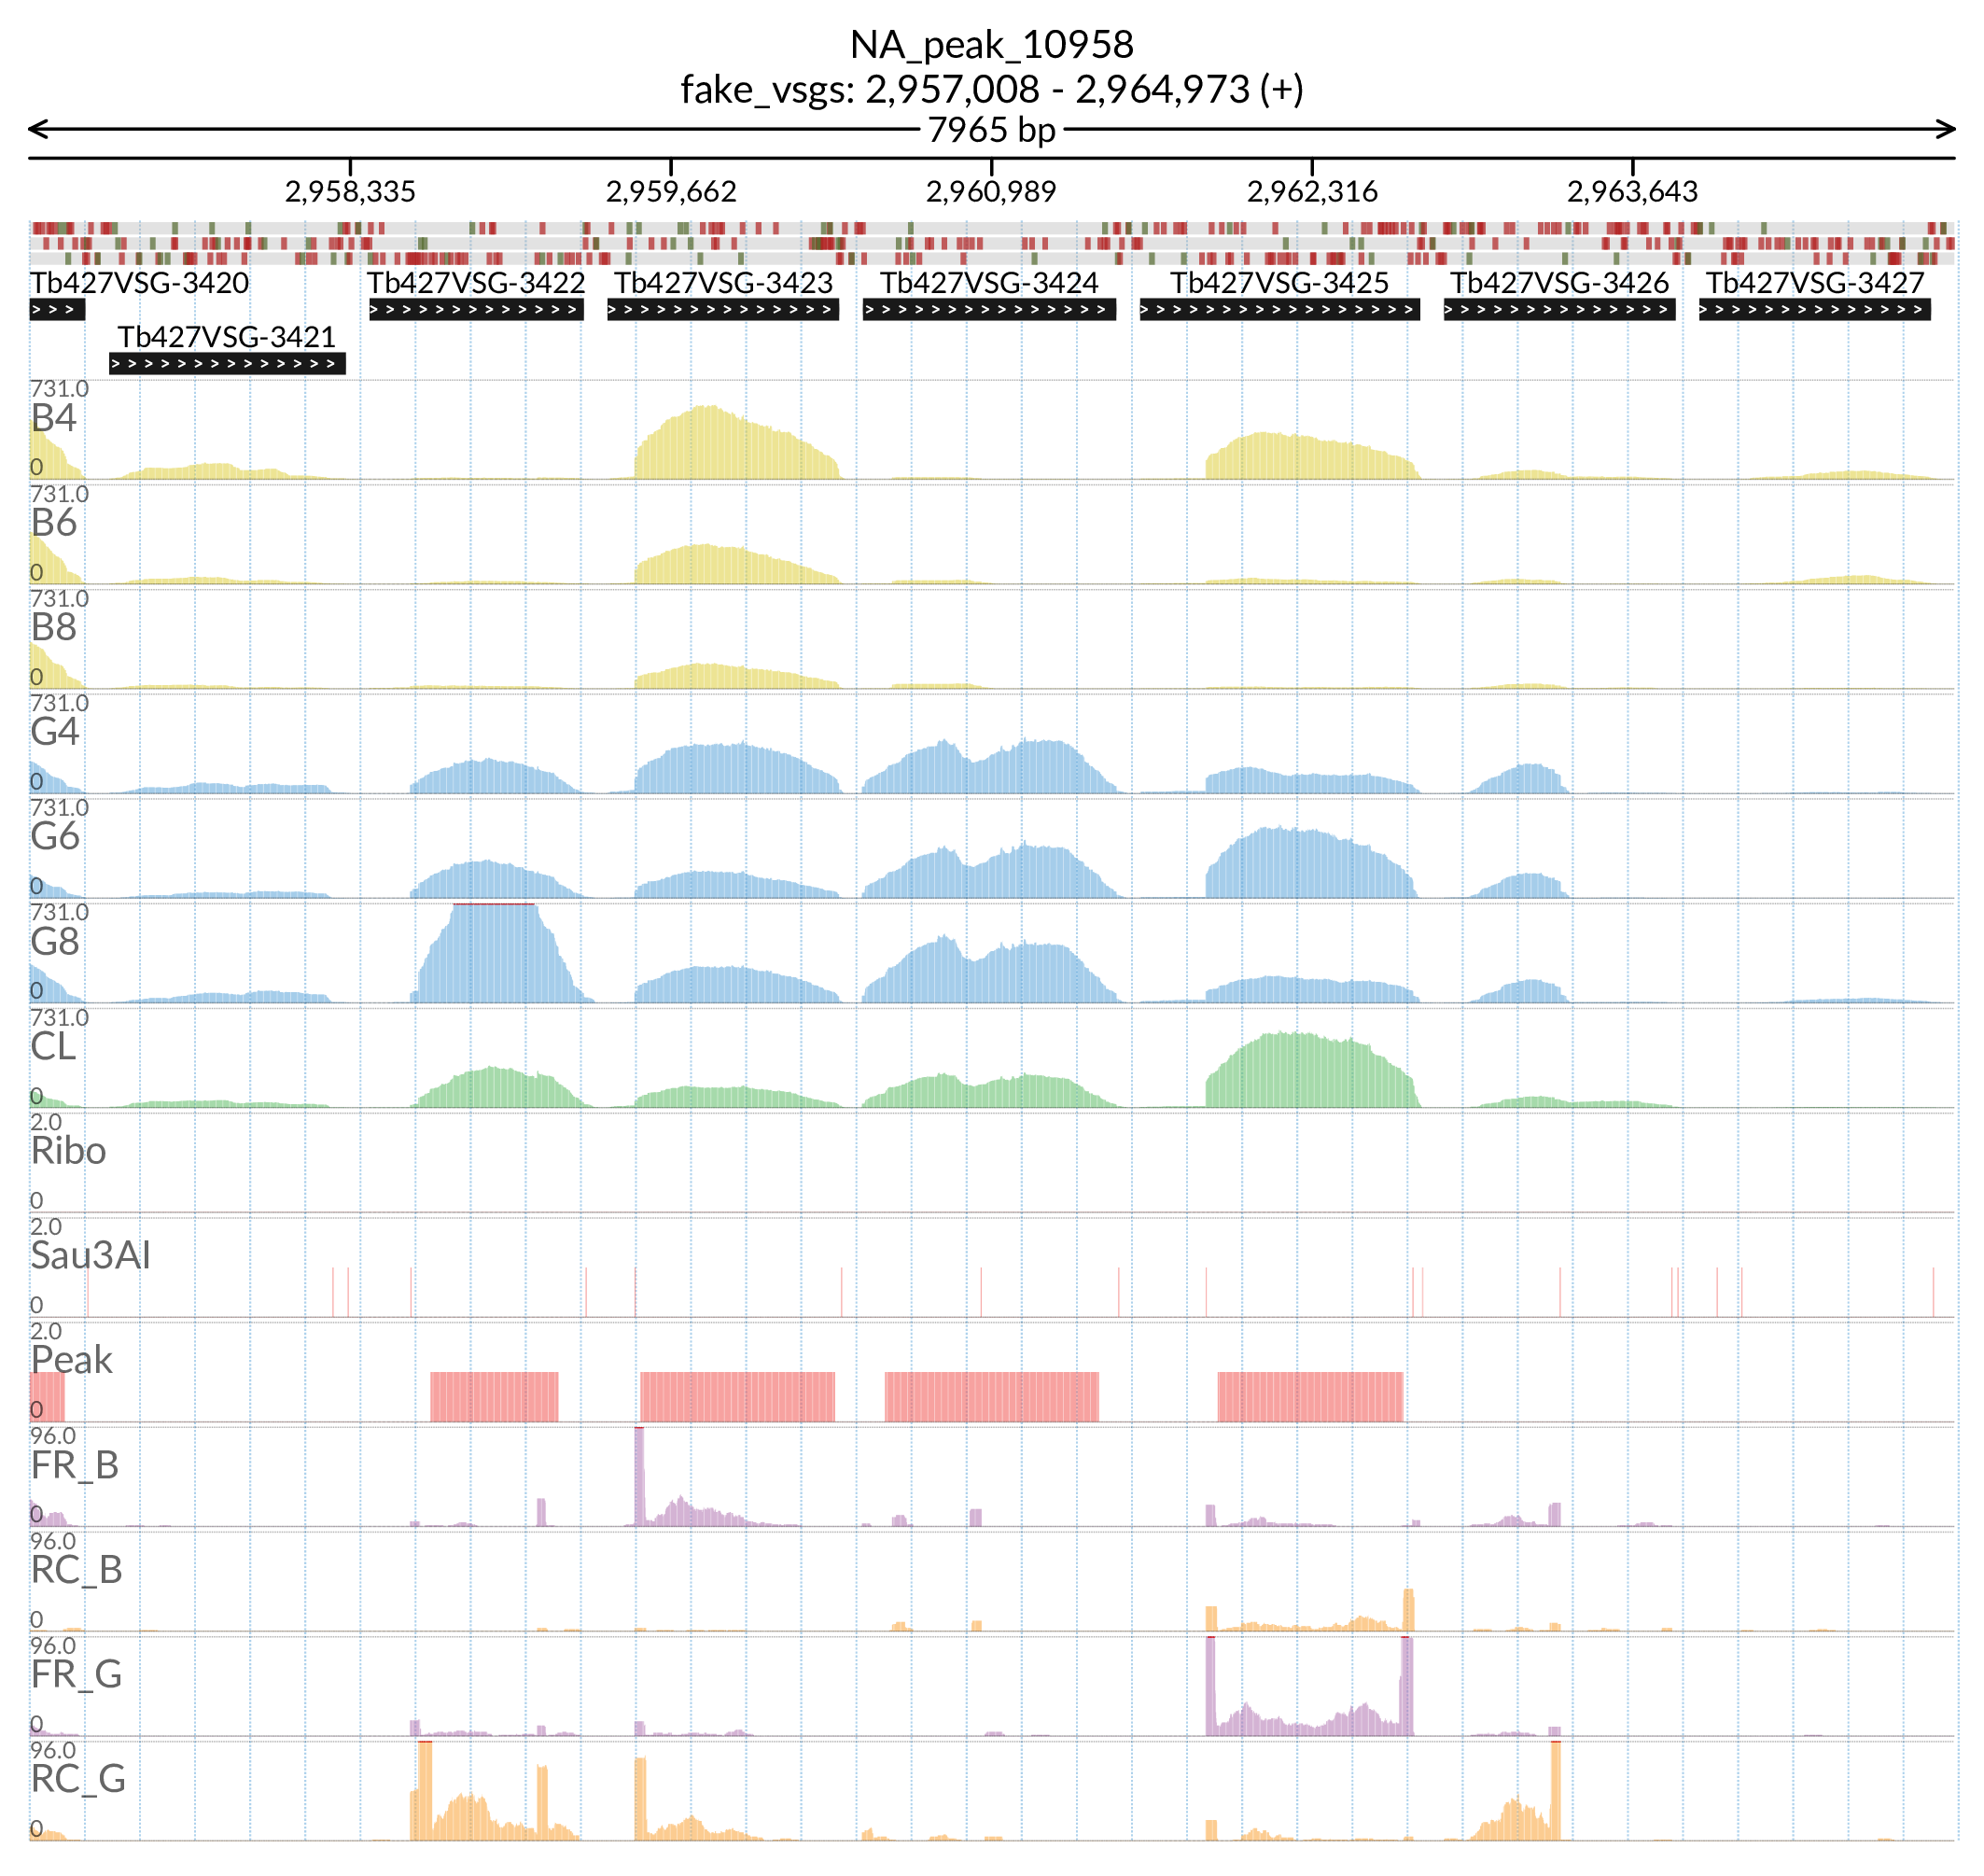 NA_peak_10958
fake_vsgs: 2,957,008 - 2,964,973 (+)
7965 bp
2,958,335 2,959,662 2,960,989 2,962,316 2,963,643
Tb427VSG-3420 Tb427VSG-3422 Tb427VSG-3423 Tb427VSG-3424 Tb427VSG-3425 Tb427VSG-3426 Tb427VSG-3427
Tb427VSG-3421
731.0
B4
0
731.0
B6
0
731.0
B8
0
731.0
G4
0
731.0
G6
0
731.0
G8
0
731.0
CL
0
2.0
Ribo
0
2.0
Sau3AI
0
2.0
Peak
0
96.0
FR_B
0
96.0
RC_B
0
96.0
FR_G
0
96.0
RC_G
0